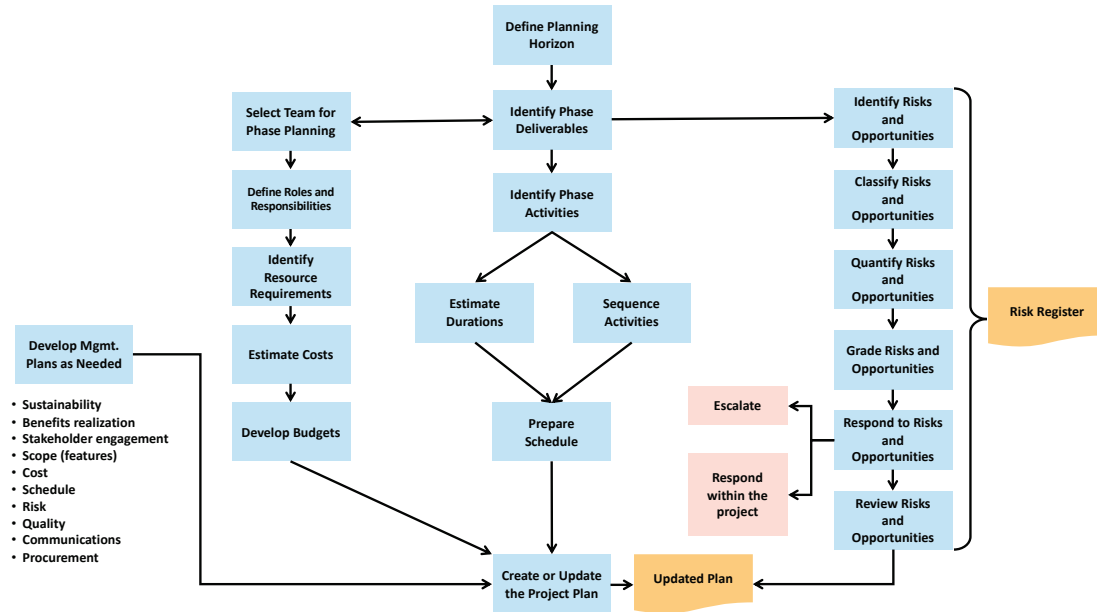 Define Planning
Horizon
Select Team for
Phase Planning
Identify Phase
Deliverables
Identify Risks
and
Opportunities
Define Roles and
Responsibilities
Identify Phase
Activities
Classify Risks
and
Opportunities
Identify
Resource
Requirements
Estimate
Durations
Sequence
Activities
Quantify Risks
and
Opportunities
Risk Register
Develop Mgmt.
Plans as Needed
Estimate Costs
Grade Risks and
Opportunities
• Sustainability
• Benefits realization
• Stakeholder engagement
• Scope (features)
• Cost
• Schedule
• Risk
• Quality
• Communications
• Procurement
Develop Budgets
Prepare
Schedule
Escalate
Respond to Risks
and
Opportunities
Respond
within the
project
Review Risks
and
Opportunities
Create or Update
the Project Plan
Updated Plan